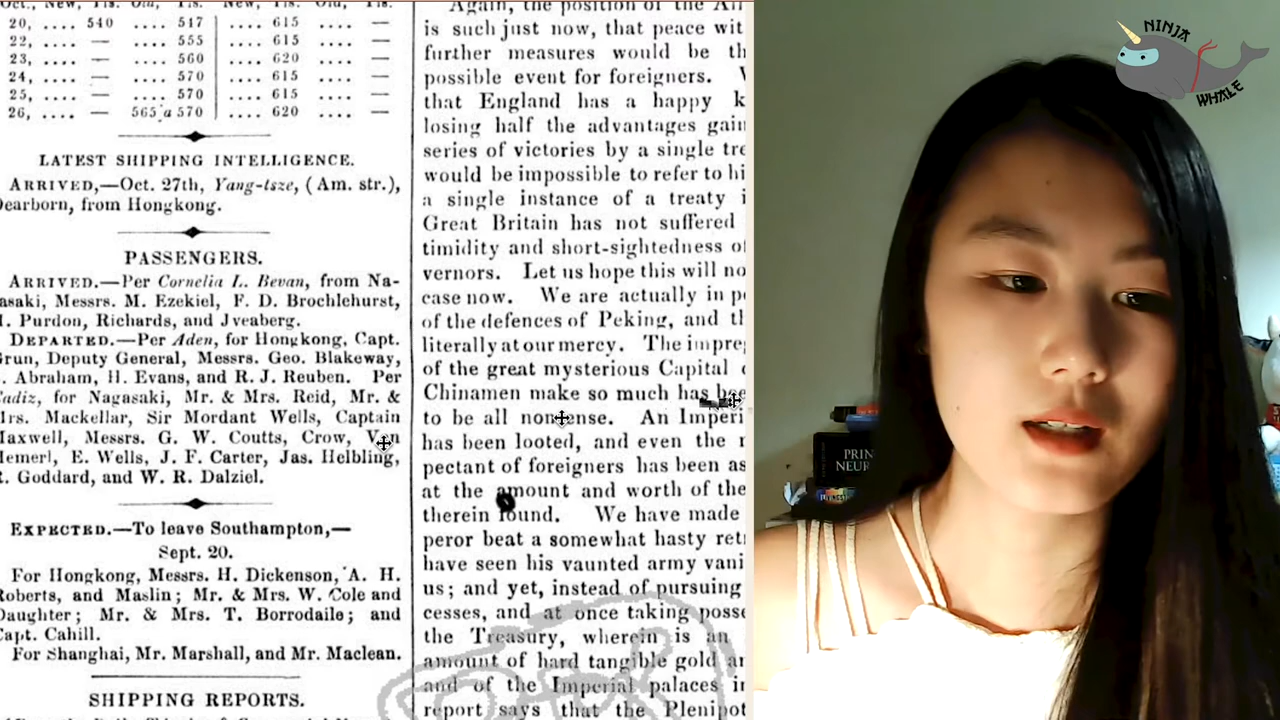 Oct., New, Tls. Old, Tls. New, Tls. Old, Tls.
20, .... 540 .... 517 .... 615 .... —
22, .... — .... 555 .... 615 .... —
23, .... — .... 560 .... 620 .... —
24, .... — .... 570 .... 615 .... —
25, .... — .... 570 .... 615 .... —
26, .... — 565 a 570 .... 620 .... —
LATEST SHIPPING INTELLIGENCE.
ARRIVED,—Oct. 27th, Yang-tsze, (Am. str.),
Dearborn, from Hongkong.
PASSENGERS.
ARRIVED.—Per Cornelia L. Bevan, from Na-
asaki, Messrs. M. Ezekiel, F. D. Brochlehurst,
. Purdon, Richards, and Jveaberg.
DEPARTED.—Per Aden, for Hongkong, Capt.
Grun, Deputy General, Messrs. Geo. Blakeway,
. Abraham, H. Evans, and R. J. Reuben. Per
Cadiz, for Nagasaki, Mr. & Mrs. Reid, Mr. &
Mrs. Mackellar, Sir Mordant Wells, Captain
Maxwell, Messrs. G. W. Coutts, Crow, Van
Hemerl, E. Wells, J. F. Carter, Jas. Helbling,
. Goddard, and W. R. Dalziel.
EXPECTED.—To leave Southampton,—
Sept. 20.
For Hongkong, Messrs. H. Dickenson, A. H.
Roberts, and Maslin; Mr. & Mrs. W. Cole and
Daughter; Mr. & Mrs. T. Borrodaile; and
Capt. Cahill.
For Shanghai, Mr. Marshall, and Mr. Maclean.
SHIPPING REPORTS.
Again, the position of the All
is such just now, that peace wit
further measures would be th
possible event for foreigners.
that England has a happy k
losing half the advantages gain
series of victories by a single tre
would be impossible to refer to hi
a single instance of a treaty i
Great Britain has not suffered
timidity and short-sightedness of
vernors. Let us hope this will no
case now. We are actually in p
of the defences of Peking, and th
literally at our mercy. The impre
of the great mysterious Capital
Chinamen make so much has bee
to be all nonsense. An Imperi
has been looted, and even the
pectant of foreigners has been as
at the amount and worth of the
therein found. We have made
peror beat a somewhat hasty ret
have seen his vaunted army vani
us; and yet, instead of pursuing
cesses, and at once taking posse
the Treasury, wherein is an
amount of hard tangible gold an
and of the Imperial palaces in
report says that the Plenipot
NINJA
WHALE
PRIN
NEUR